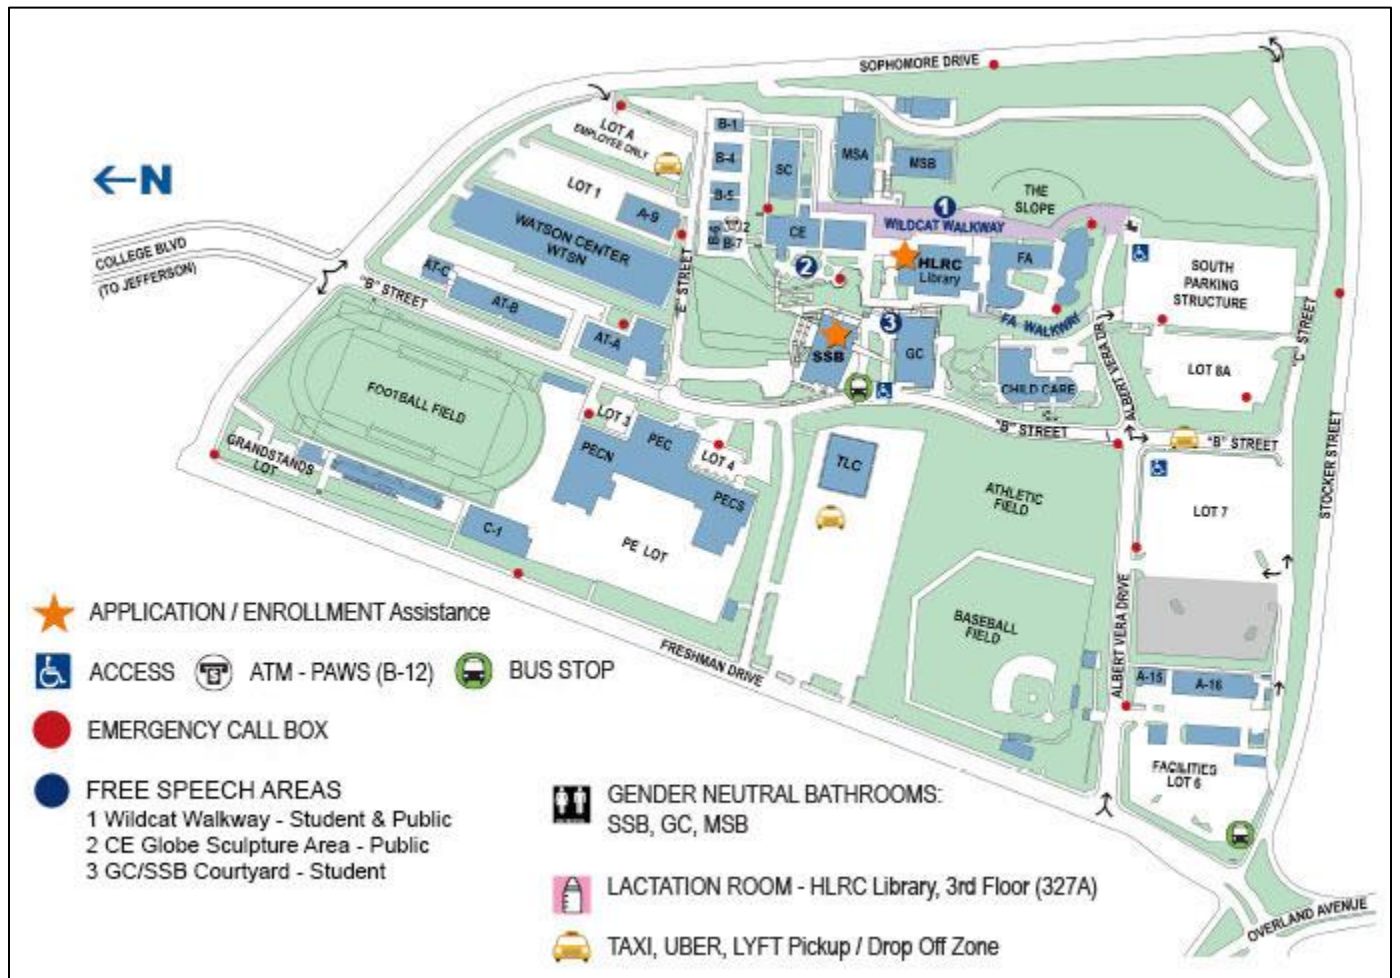 SOPHOMORE DRIVE
LOT A
EMPLOYEE ONLY
B-1
MSA
B-4
SC
MSB
←N
LOT 1
B-5
THE
SLOPE
A-9
1
WILDCAT WALKWAY
WATSON CENTER
WTSN
B-6
12
B-7
CE
COLLEGE BLVD
(TO JEFFERSON)
"E" STREET
2
HLRC
Library
FA
SOUTH
PARKING
STRUCTURE
AT-C
"B" STREET
AT-B
AT-A
3
FA WALKWAY
SSB
GC
ALBERT VERA DR.
"C" STREET
LOT 8A
FOOTBALL FIELD
CHILD CARE
LOT 3
"B" STREET
"B" STREET
GRANDSTANDS
LOT
PECN
PEC
LOT 4
TLC
STOCKER STREET
PECS
ATHLETIC
FIELD
LOT 7
C-1
PE LOT
APPLICATION / ENROLLMENT Assistance
BASEBALL
FIELD
ALBERT VERA DRIVE
FRESHMAN DRIVE
ACCESS
ATM - PAWS (B-12)
BUS STOP
A-15
A-16
EMERGENCY CALL BOX
FACILITIES
LOT 6
FREE SPEECH AREAS
1 Wildcat Walkway - Student & Public
2 CE Globe Sculpture Area - Public
3 GC/SSB Courtyard - Student
GENDER NEUTRAL BATHROOMS:
SSB, GC, MSB
LACTATION ROOM - HLRC Library, 3rd Floor (327A)
OVERLAND AVENUE
TAXI, UBER, LYFT Pickup / Drop Off Zone